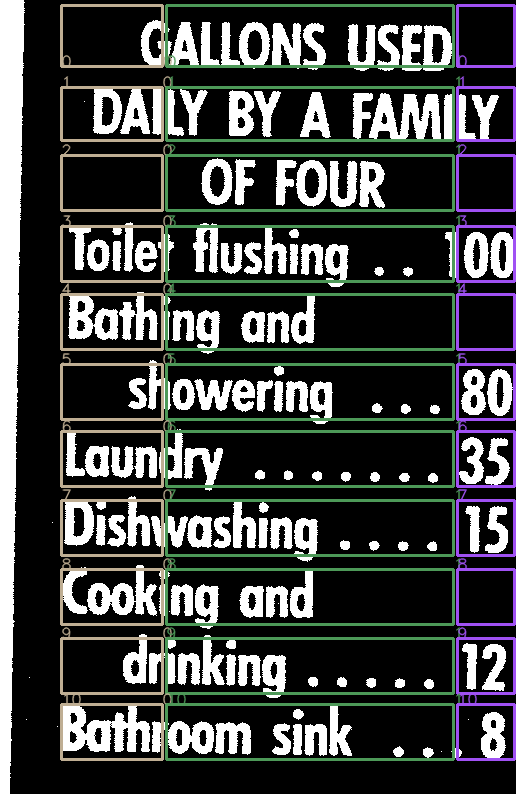 GALLONS USED
DAILY BY A FAMILY
OF FOUR
Toilet flushing . . 100
Bathing and
showering . . . 80
Laundry . . . . . . . 35
Dishwashing . . . . 15
Cooking and
drinking . . . . . 12
Bathroom sink . . . 8